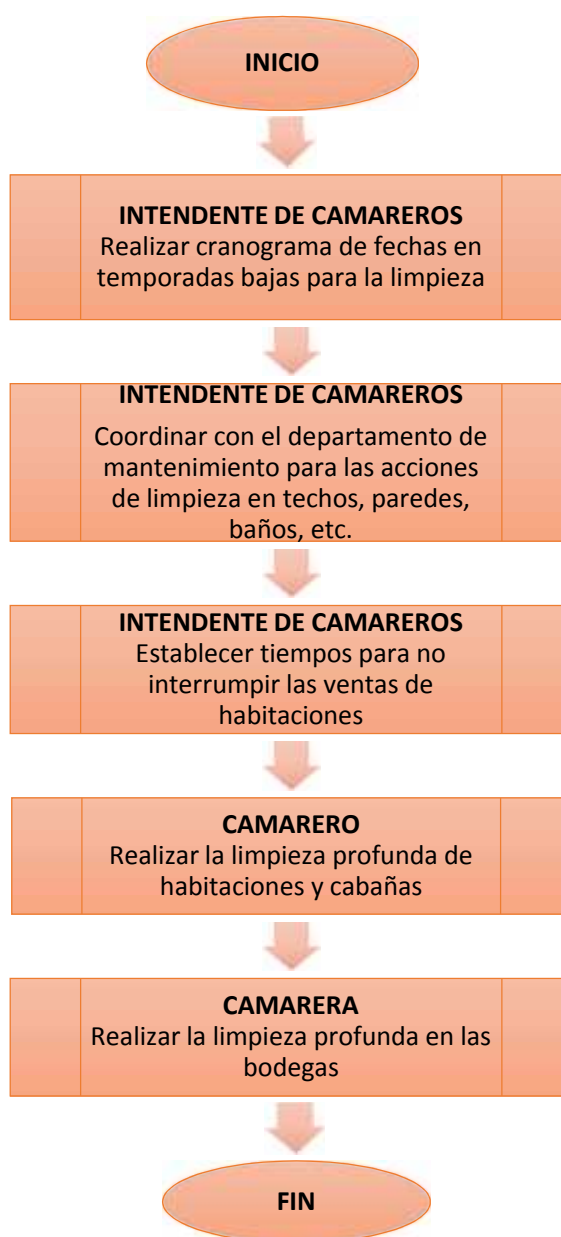 INICIO
INTENDENTE DE CAMAREROS
Realizar cranograma de fechas en
temporadas bajas para la limpieza
INTENDENTE DE CAMAREROS
Coordinar con el departamento de
mantenimiento para las acciones
de limpieza en techos, paredes,
baños, etc.
INTENDENTE DE CAMAREROS
Establecer tiempos para no
interrumpir las ventas de
habitaciones
CAMARERO
Realizar la limpieza profunda de
habitaciones y cabañas
CAMARERA
Realizar la limpieza profunda en las
bodegas
FIN